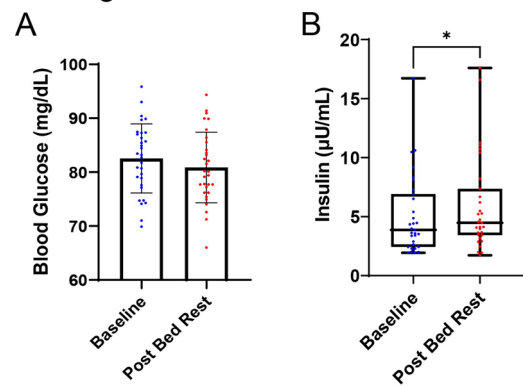 A
Blood Glucose (mg/dL)
100
90
80
70
60
Baseline
Post Bed Rest
B
Insulin (µU/mL)
20
15
10
5
0
*
Baseline
Post Bed Rest